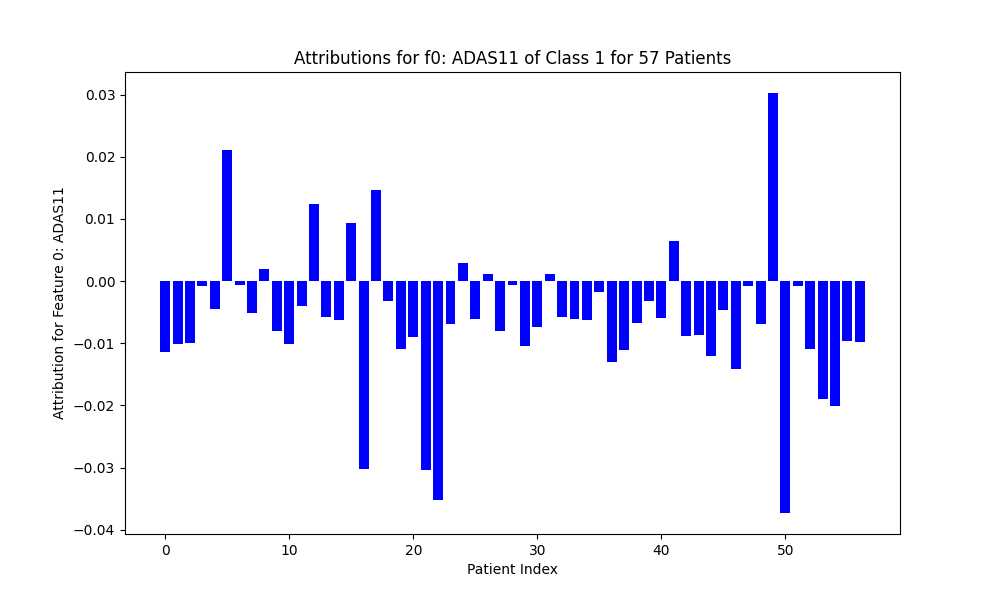 Attributions for f0: ADAS11 of Class 1 for 57 Patients
Attribution for Feature 0: ADAS11
0.03
0.02
0.01
0.00
−0.01
−0.02
−0.03
−0.04
0 10 20 30 40 50
Patient Index